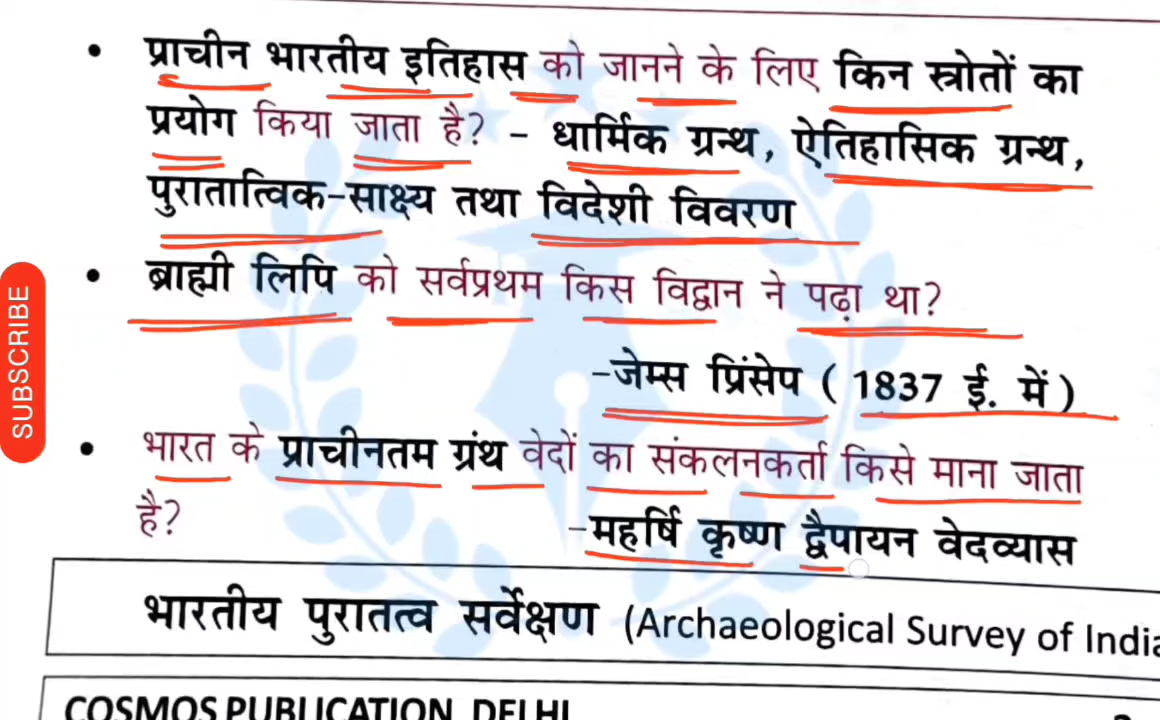 • प्राचीन भारतीय इतिहास को जानने के लिए किन स्त्रोतों का
प्रयोग किया जाता है? – धार्मिक ग्रन्थ, ऐतिहासिक ग्रन्थ,
पुरातात्विक-साक्ष्य तथा विदेशी विवरण
• ब्राह्मी लिपि को सर्वप्रथम किस विद्वान ने पढ़ा था?
–जेम्स प्रिंसेप ( 1837 ई. में )
• भारत के प्राचीनतम ग्रंथ वेदों का संकलनकर्ता किसे माना जाता
है? –महर्षि कृष्ण द्वैपायन वेदव्यास
भारतीय पुरातत्व सर्वेक्षण (Archaeological Survey of India
COSMOS PUBLICATION, DELHI
SUBSCRIBE